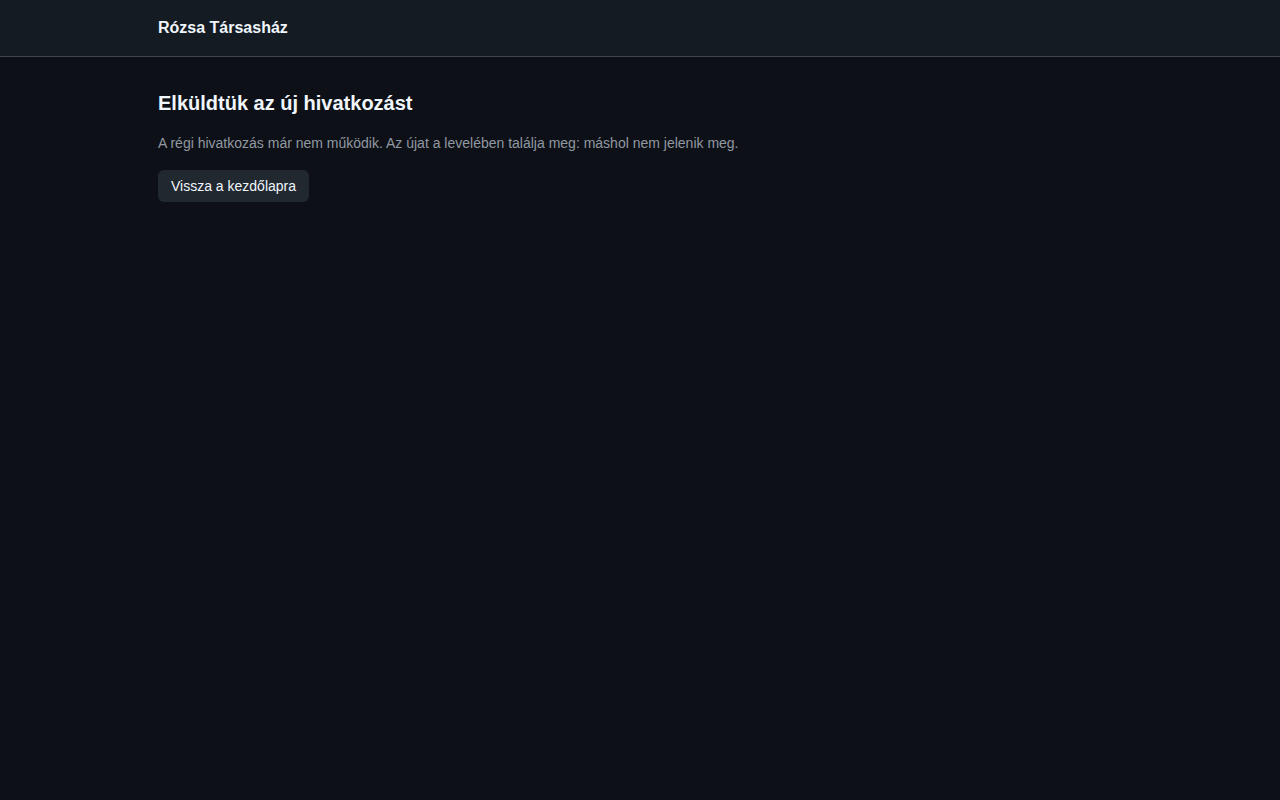 Rózsa Társasház
Elküldtük az új hivatkozást
A régi hivatkozás már nem működik. Az újat a levelében találja meg: máshol nem jelenik meg.
Vissza a kezdőlapra